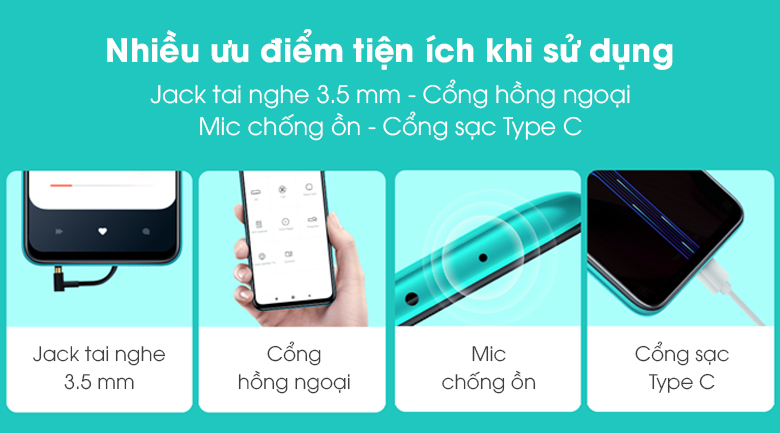 Nhiều ưu điểm tiện ích khi sử dụng
Jack tai nghe 3.5 mm - Cổng hồng ngoại
Mic chống ồn - Cổng sạc Type C
Jack tai nghe
3.5 mm
Cổng
hồng ngoại
Mic
chống ồn
Cổng sạc
Type C